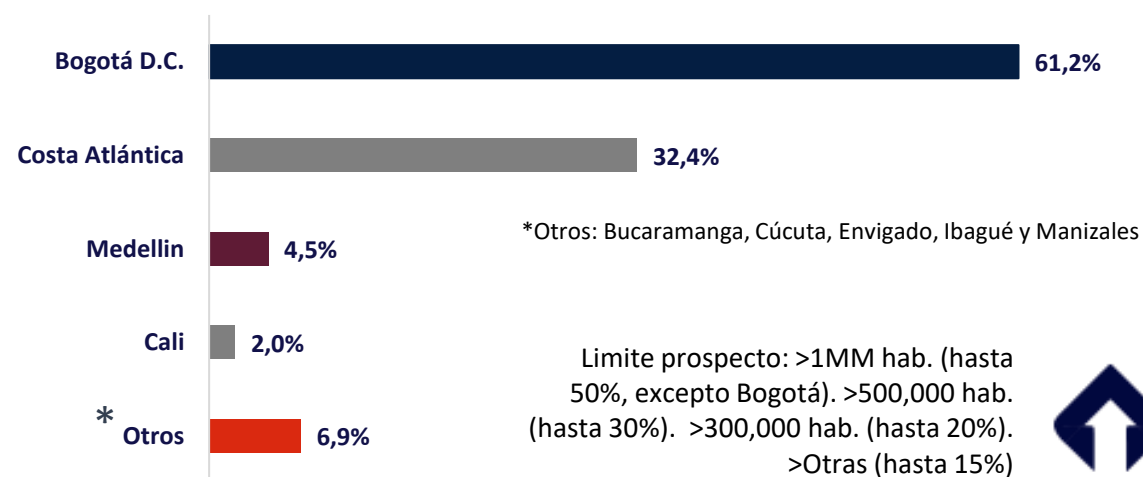 Bogotá D.C.
61,2%
Costa Atlántica
32,4%
*Otros: Bucaramanga, Cúcuta, Envigado, Ibagué y Manizales
Medellin
4,5%
Cali
2,0%
Limite prospecto: >1MM hab. (hasta
50%, excepto Bogotá). >500,000 hab.
(hasta 30%). >300,000 hab. (hasta 20%).
>Otras (hasta 15%)
* Otros
6,9%